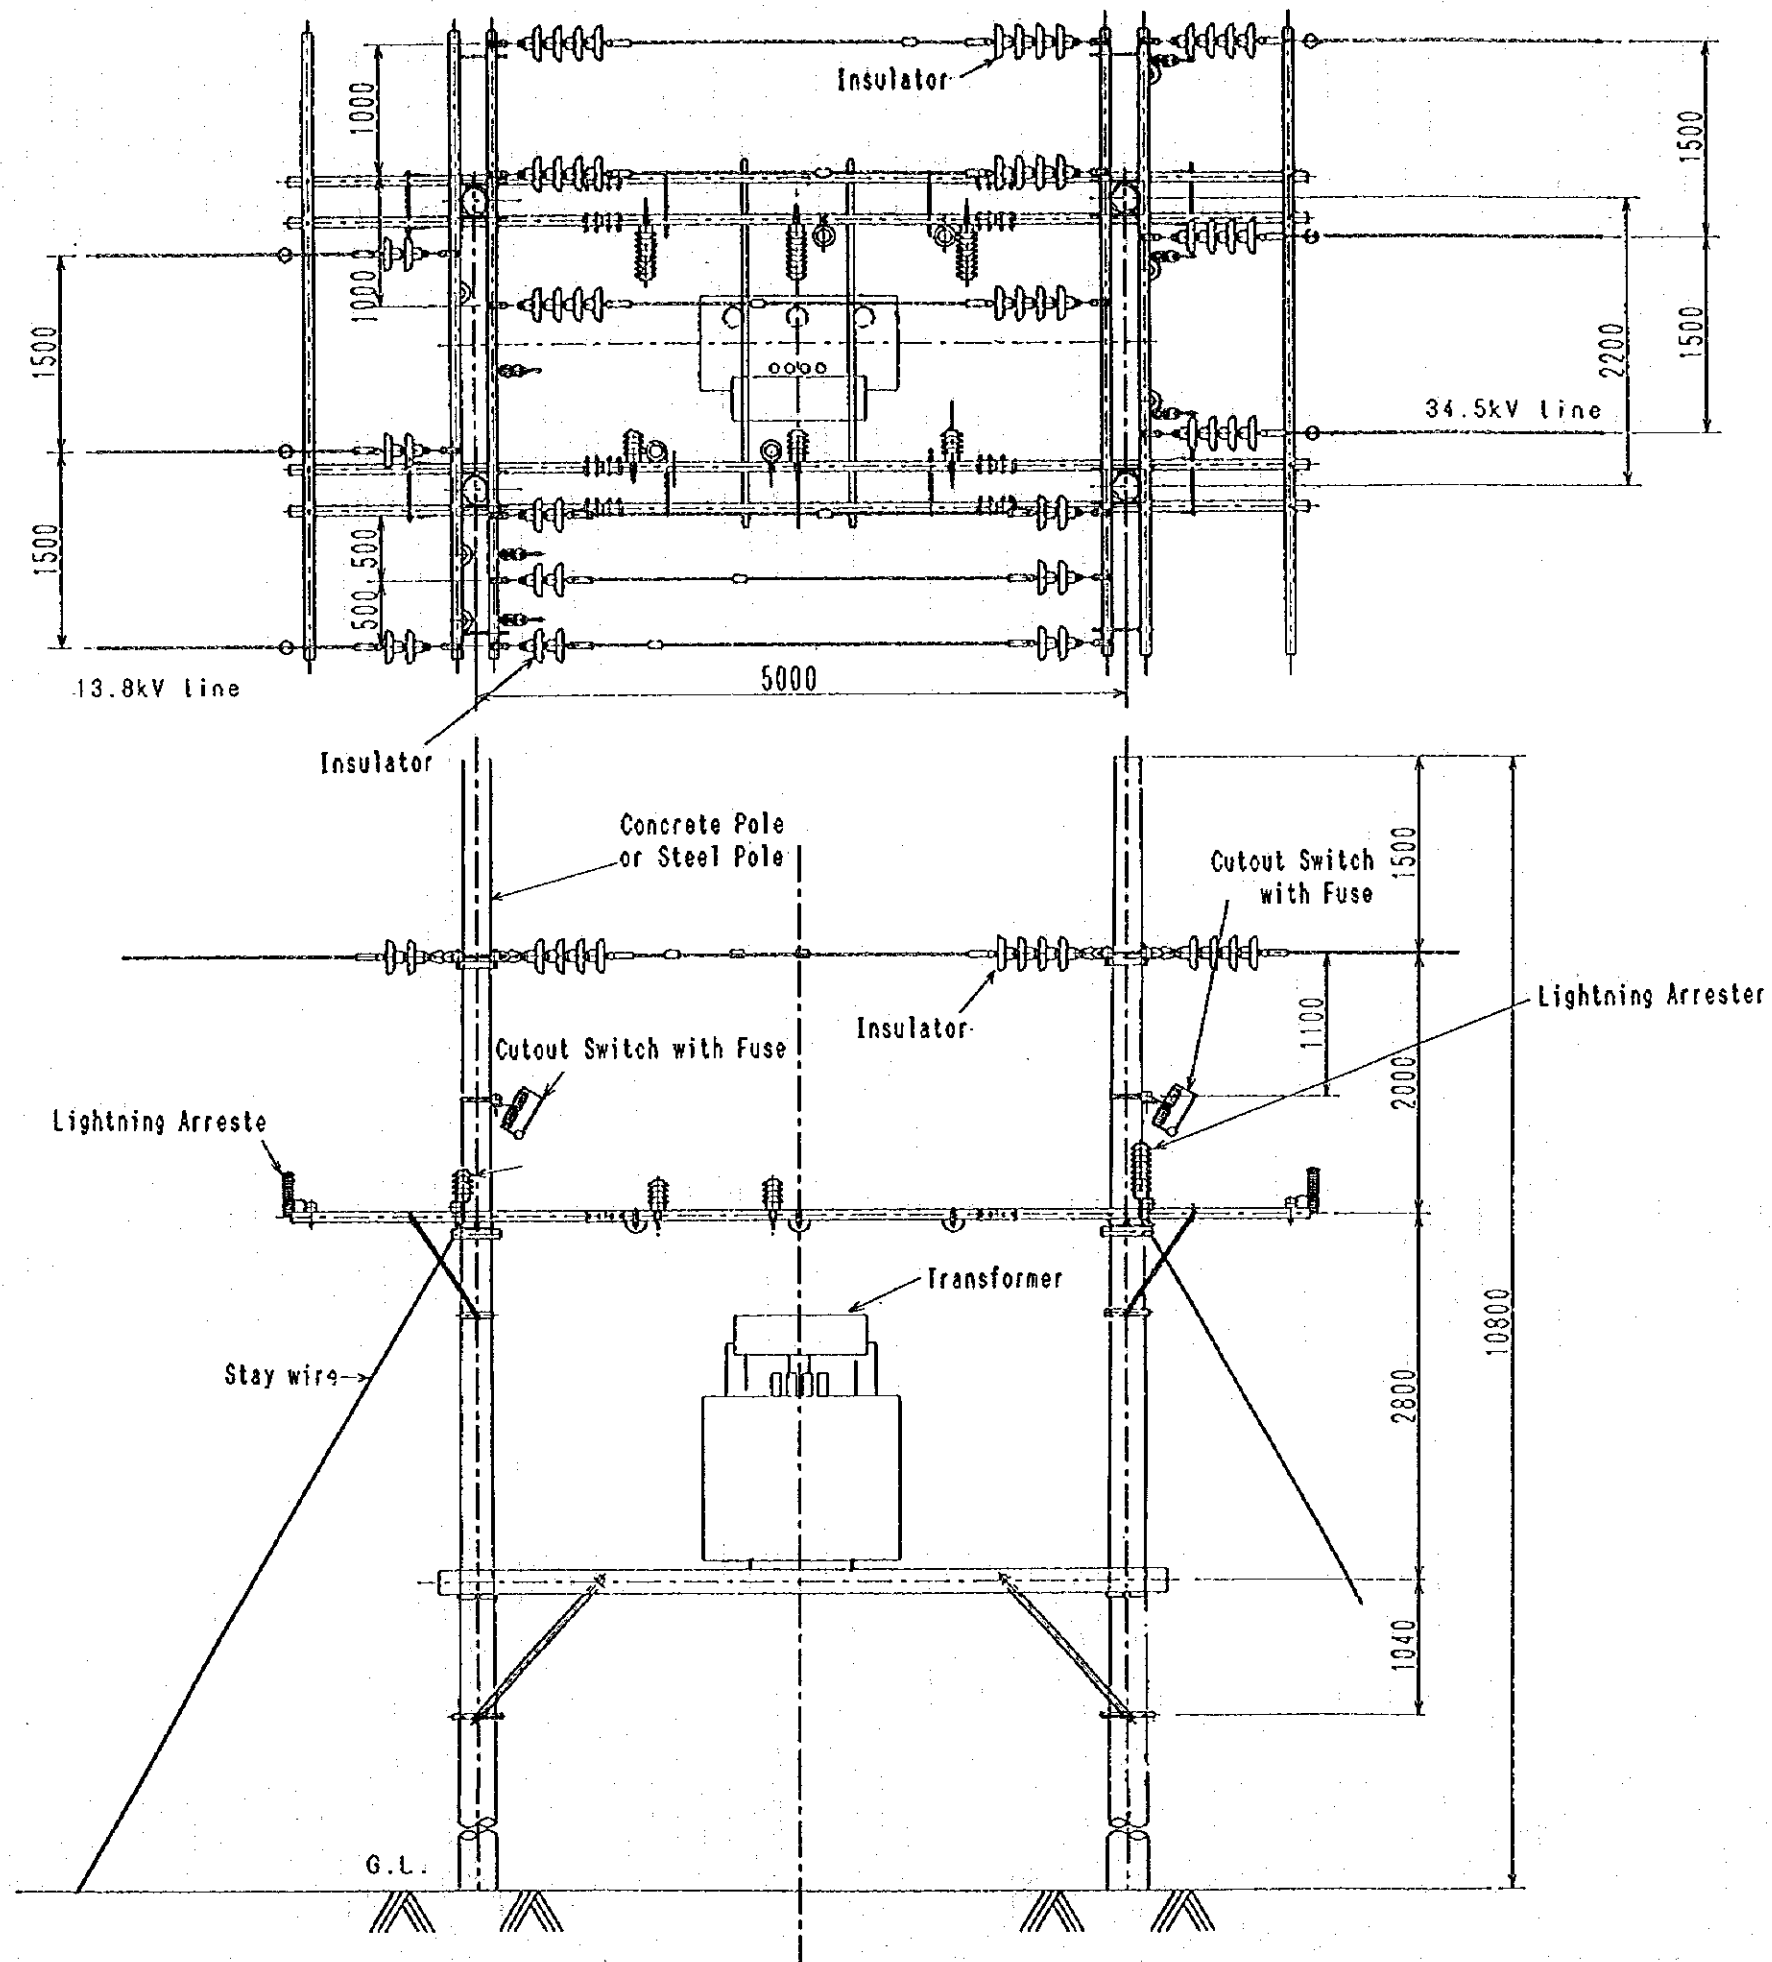 Insulator
1000
1500
1000
1500
1500
2200
34.5kV line
1500
500
500
13.8kV line
5000
Insulator
Concrete Pole
or Steel Pole
1500
Cutout Switch
with Fuse
Insulator
Lightning Arrester
1100
Cutout Switch with Fuse
2000
Lightning Arreste
Transformer
10800
Stay wire
2800
1040
G.L.